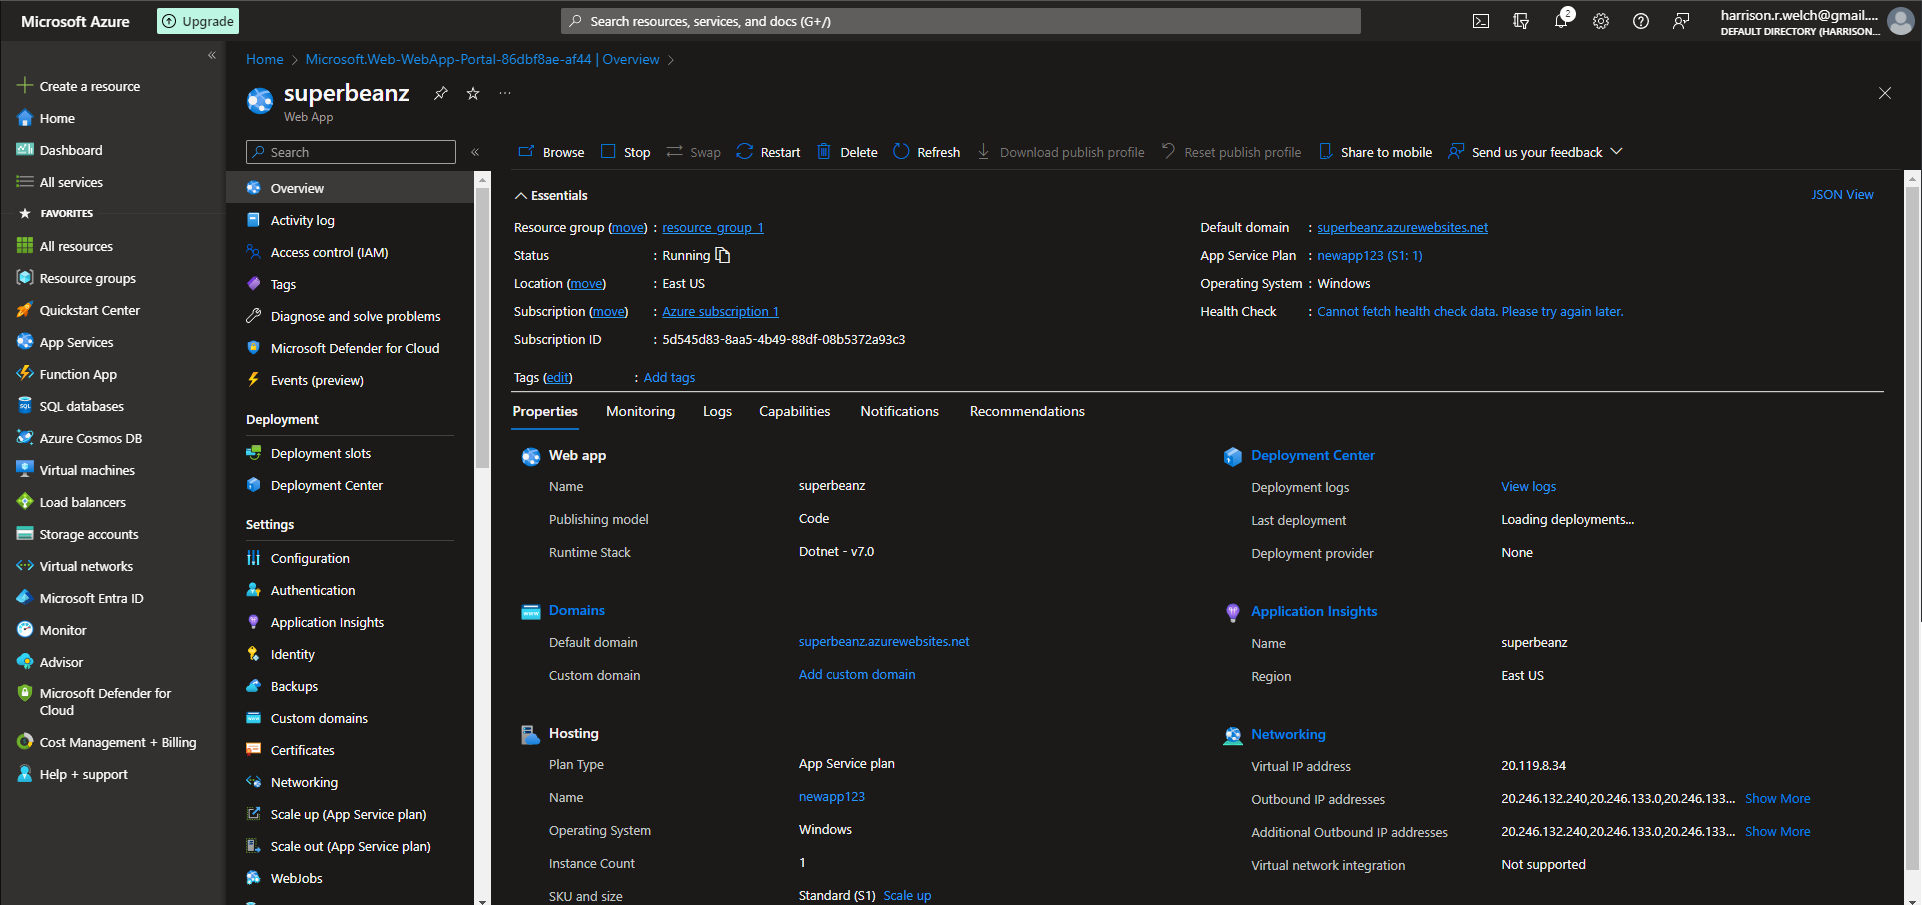 Microsoft Azure
Upgrade
Search resources, services, and docs (G+/)
2
harrison.r.welch@gmail....
DEFAULT DIRECTORY (HARRISON...
«
Create a resource
Home
Dashboard
All services
FAVORITES
All resources
Resource groups
Quickstart Center
App Services
Function App
SQL databases
Azure Cosmos DB
Virtual machines
Load balancers
Storage accounts
Virtual networks
Microsoft Entra ID
Monitor
Advisor
Microsoft Defender for
Cloud
Cost Management + Billing
Help + support
Home > Microsoft.Web-WebApp-Portal-86dbf8ae-af44 | Overview >
superbeanz
Web App
Search
«
Overview
Activity log
Access control (IAM)
Tags
Diagnose and solve problems
Microsoft Defender for Cloud
Events (preview)
Deployment
Deployment slots
Deployment Center
Settings
Configuration
Authentication
Application Insights
Identity
Backups
Custom domains
Certificates
Networking
Scale up (App Service plan)
Scale out (App Service plan)
WebJobs
Browse Stop Swap Restart Delete Refresh Download publish profile Reset publish profile Share to mobile Send us your feedback
Essentials
JSON View
Resource group (move) : resource_group_1
Status : Running
Location (move) : East US
Subscription (move) : Azure subscription 1
Subscription ID : 5d545d83-8aa5-4b49-88df-08b5372a93c3
Default domain : superbeanz.azurewebsites.net
App Service Plan : newapp123 (S1: 1)
Operating System : Windows
Health Check : Cannot fetch health check data. Please try again later.
Tags (edit) : Add tags
Properties Monitoring Logs Capabilities Notifications Recommendations
Web app
Name superbeanz
Publishing model Code
Runtime Stack Dotnet - v7.0
Domains
Default domain superbeanz.azurewebsites.net
Custom domain Add custom domain
Hosting
Plan Type App Service plan
Name newapp123
Operating System Windows
Instance Count 1
SKU and size Standard (S1) Scale up
Deployment Center
Deployment logs View logs
Last deployment Loading deployments...
Deployment provider None
Application Insights
Name superbeanz
Region East US
Networking
Virtual IP address 20.119.8.34
Outbound IP addresses 20.246.132.240,20.246.133.0,20.246.133... Show More
Additional Outbound IP addresses 20.246.132.240,20.246.133.0,20.246.133... Show More
Virtual network integration Not supported